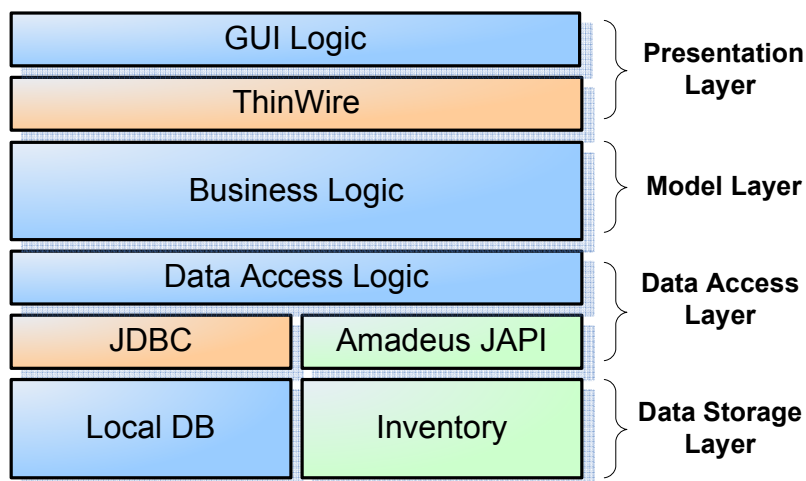 GUI Logic
ThinWire
Presentation
Layer
Business Logic
Model Layer
Data Access Logic
JDBC
Amadeus JAPI
Data Access
Layer
Local DB
Inventory
Data Storage
Layer